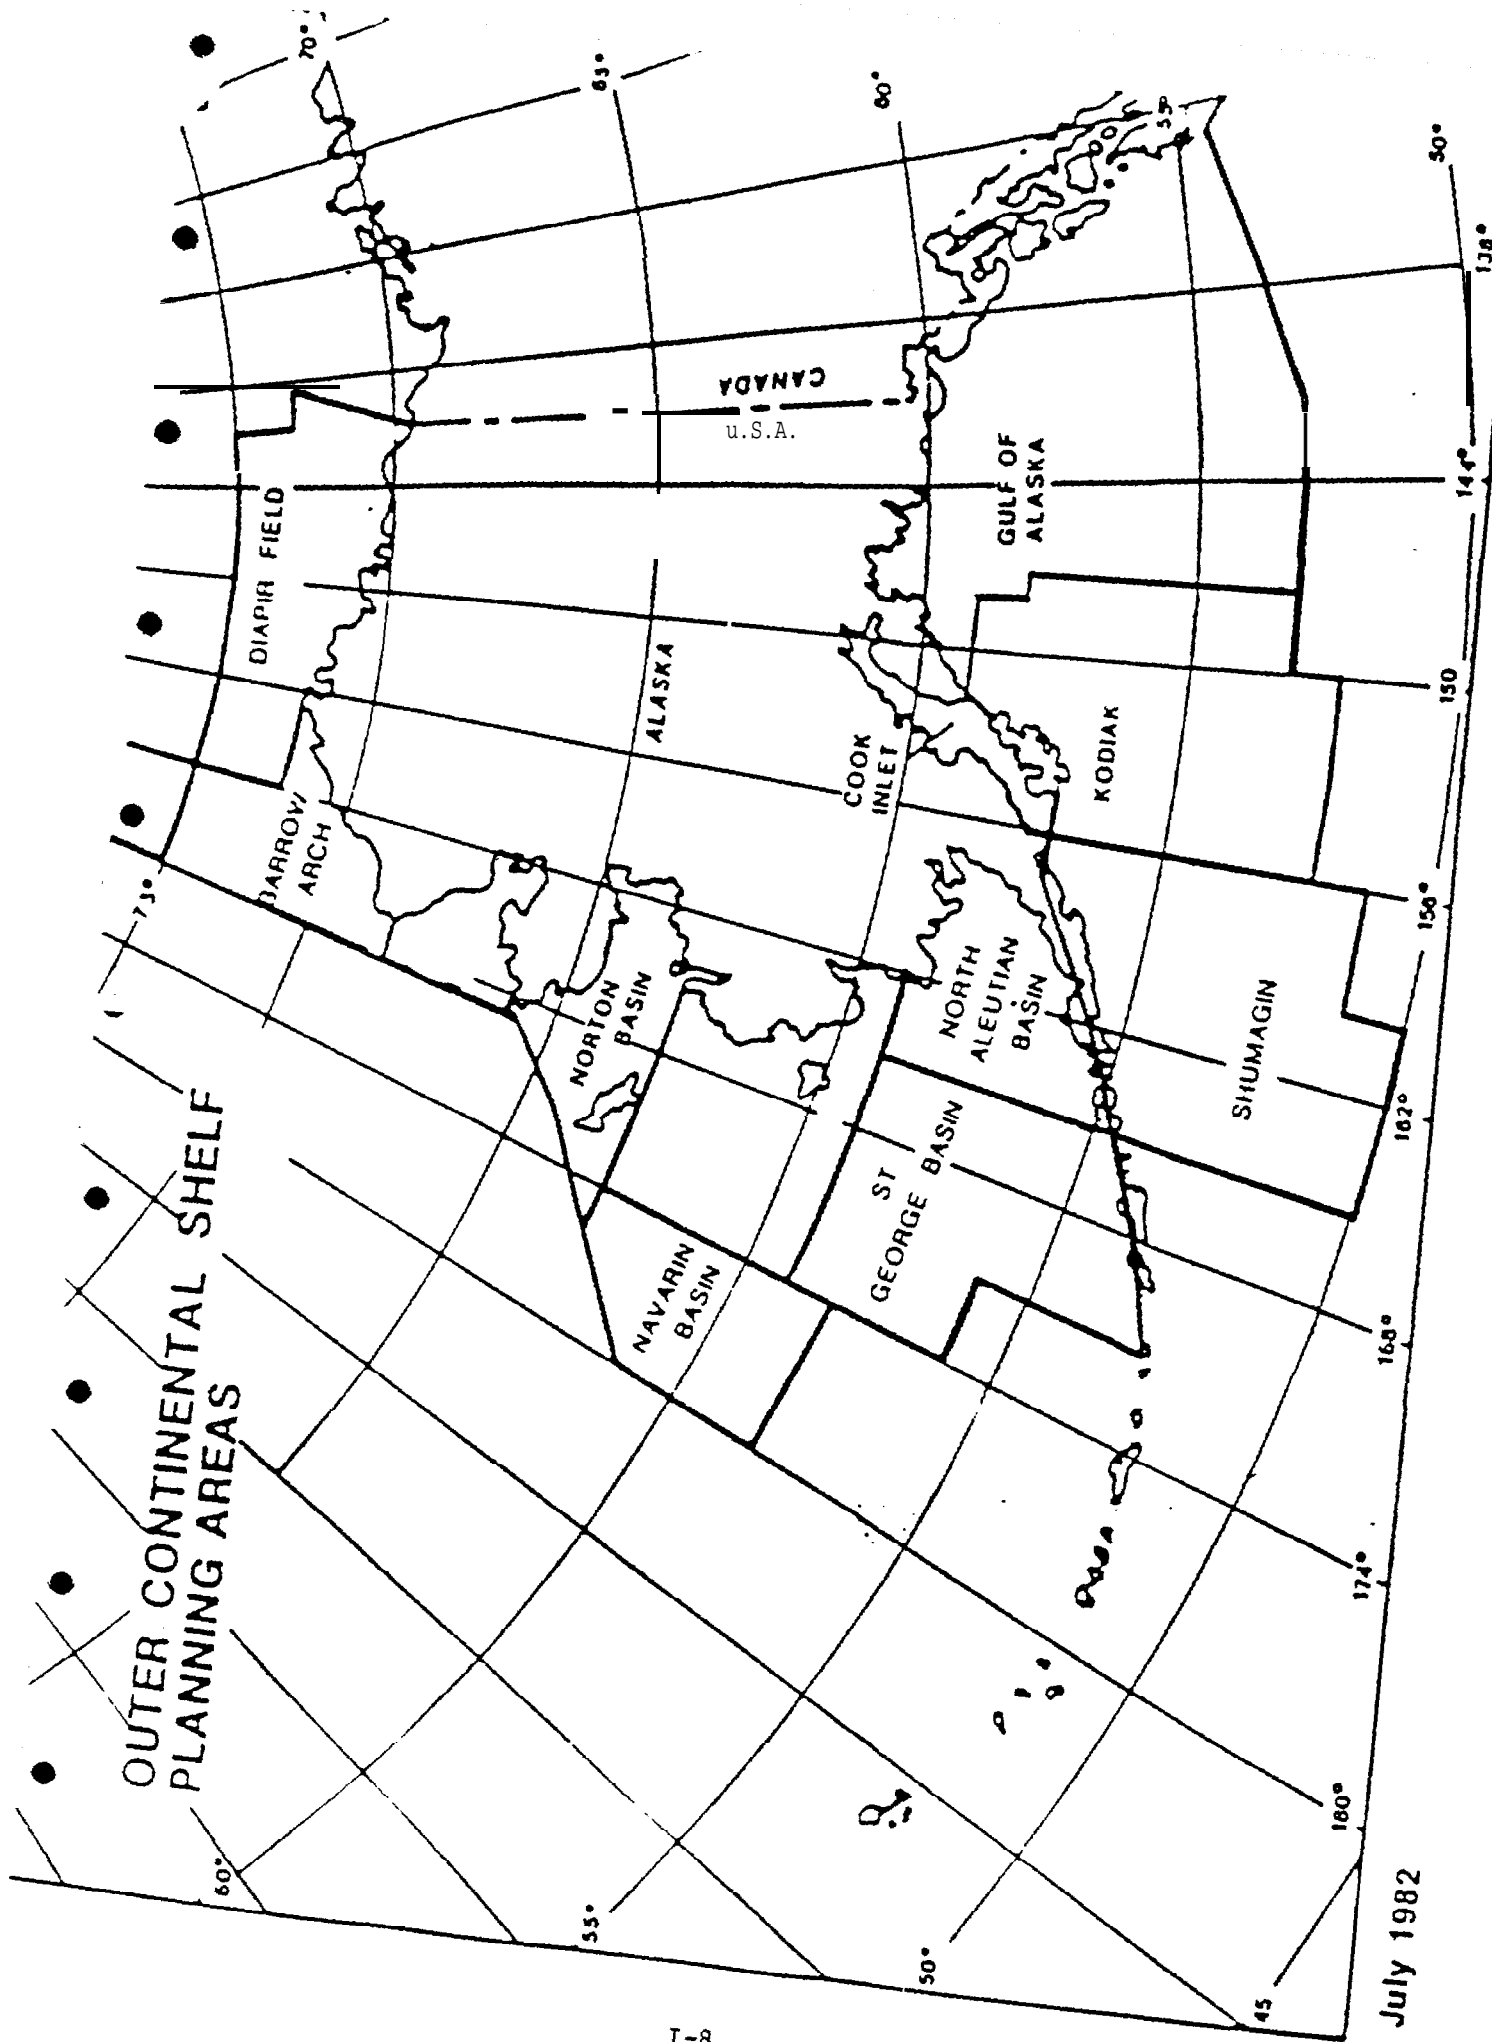 OUTER CONTINENTAL SHELF
PLANNING AREAS
70°
65°
60°
55°
50°
73°
DIAPIR FIELD
BARROW
ARCH
CANADA
U.S.A.
ALASKA
NORTON
BASIN
NAVARIN
BASIN
ST
GEORGE BASIN
NORTH
ALEUTIAN
BASIN
COOK
INLET
GULF OF
ALASKA
KODIAK
SHUMAGIN
60°
55°
50°
45
180°
174°
168°
162°
156°
150
144°
138°
July 1982
I-8